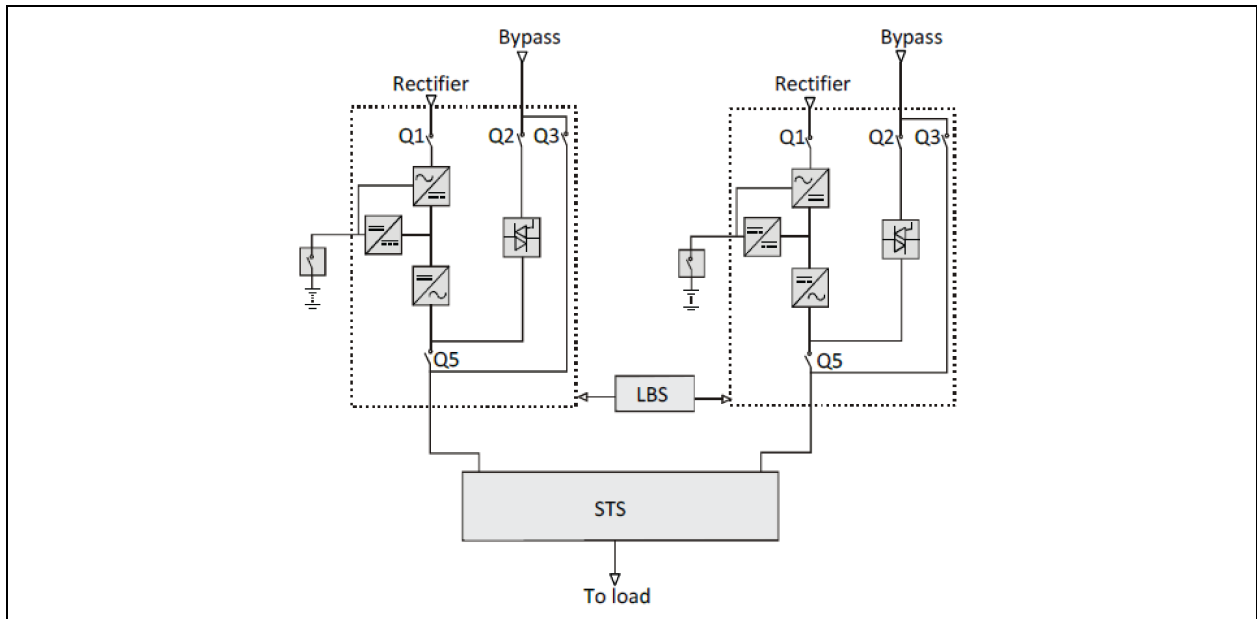 Bypass
Bypass
Rectifier
Rectifier
Q1
Q2
Q3
Q1
Q2
Q3
Q5
Q5
LBS
STS
To load